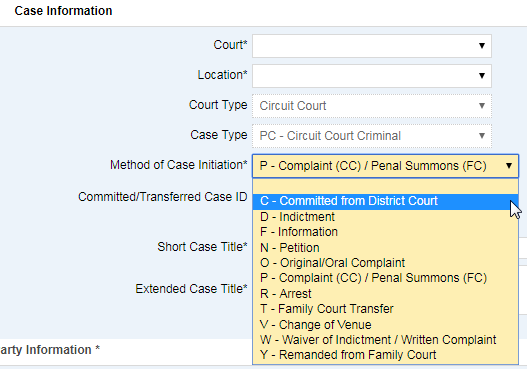 Case Information
Court*
Location*
Court Type Circuit Court
Case Type PC - Circuit Court Criminal
Method of Case Initiation* P - Complaint (CC) / Penal Summons (FC)
Committed/Transferred Case ID
C - Committed from District Court
D - Indictment
F - Information
N - Petition
O - Original/Oral Complaint
P - Complaint (CC) / Penal Summons (FC)
R - Arrest
T - Family Court Transfer
V - Change of Venue
W - Waiver of Indictment / Written Complaint
Y - Remanded from Family Court
Short Case Title*
Extended Case Title*
arty Information *